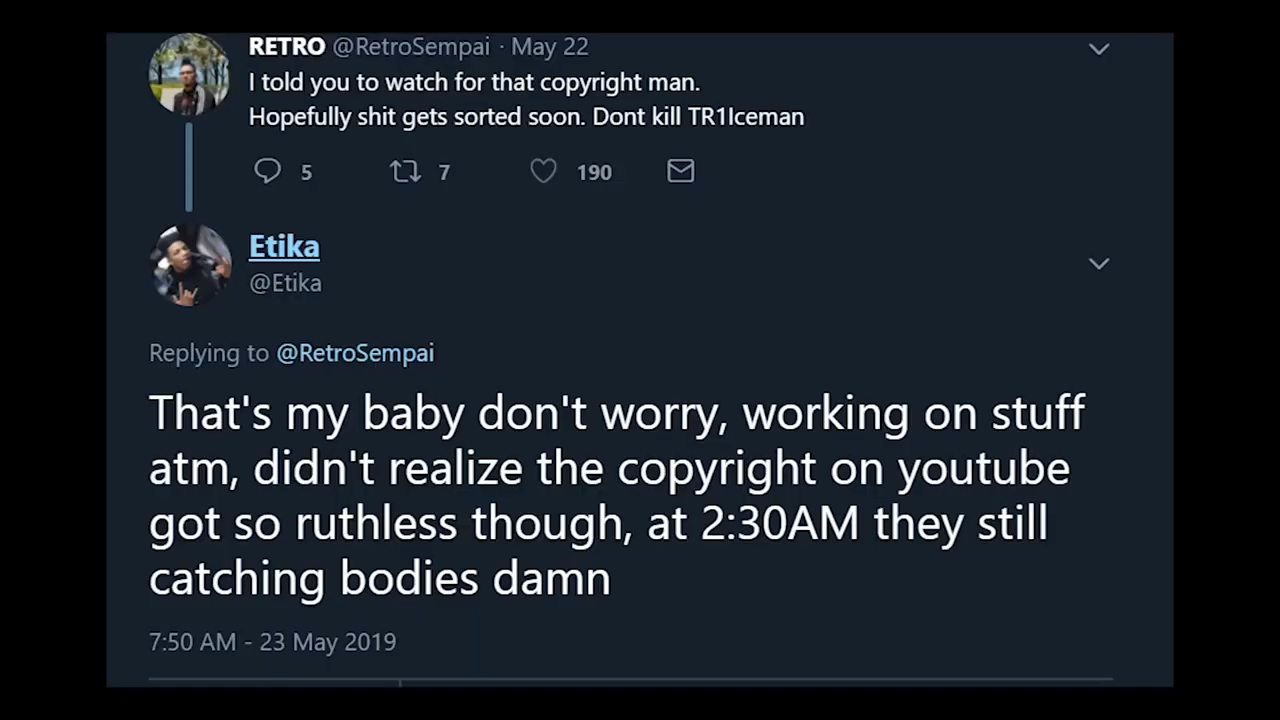 RETRO @RetroSempai · May 22
I told you to watch for that copyright man.
Hopefully shit gets sorted soon. Dont kill TR1Iceman
5 7 190
Etika
@Etika
Replying to @RetroSempai
That's my baby don't worry, working on stuff
atm, didn't realize the copyright on youtube
got so ruthless though, at 2:30AM they still
catching bodies damn
7:50 AM - 23 May 2019